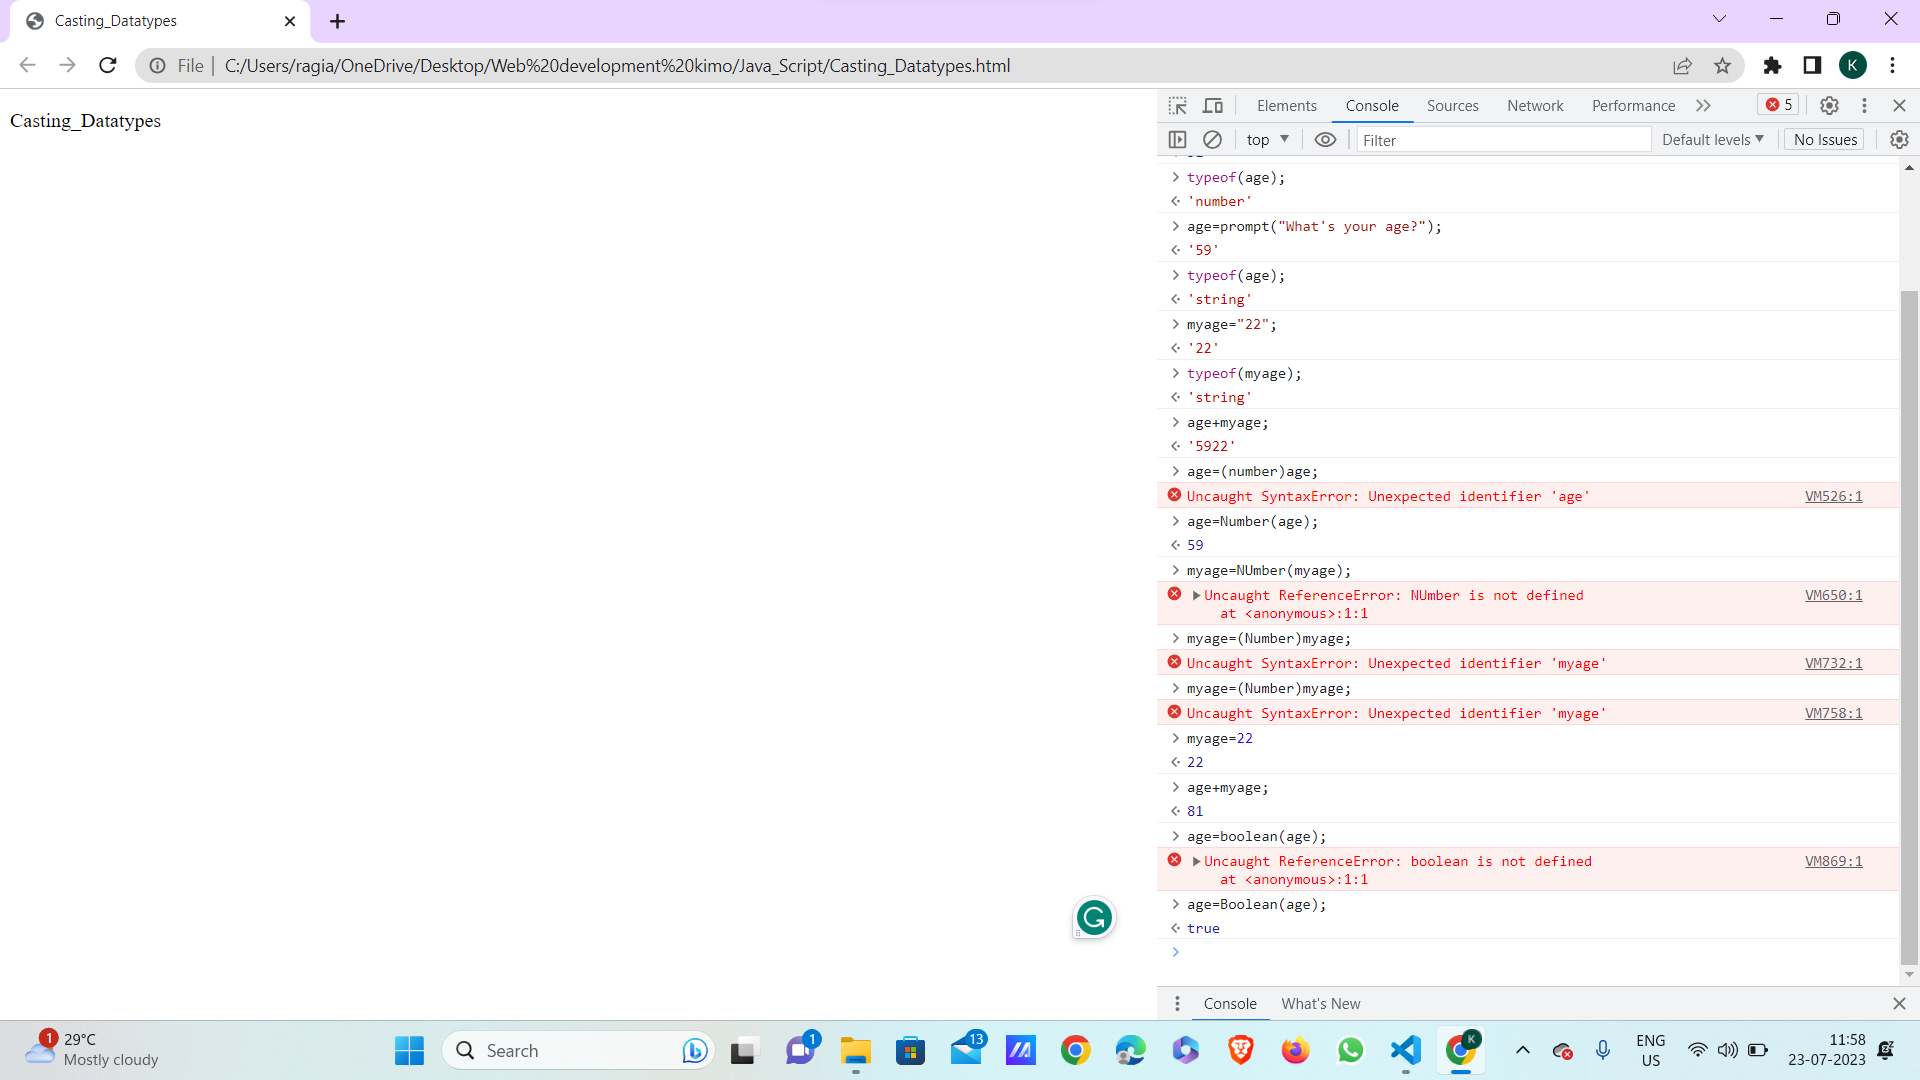 Casting_Datatypes
File
C:/Users/ragia/OneDrive/Desktop/Web%20development%20kimo/Java_Script/Casting_Datatypes.html
K
Casting_Datatypes
Elements
Console
Sources
Network
Performance
5
top
Filter
Default levels
No Issues
typeof(age);
'number'
age=prompt("What's your age?");
'59'
typeof(age);
'string'
myage="22";
'22'
typeof(myage);
'string'
age+myage;
'5922'
age=(number)age;
Uncaught SyntaxError: Unexpected identifier 'age' VM526:1
age=Number(age);
59
myage=NUmber(myage);
Uncaught ReferenceError: NUmber is not defined VM650:1
at <anonymous>:1:1
myage=(Number)myage;
Uncaught SyntaxError: Unexpected identifier 'myage' VM732:1
myage=(Number)myage;
Uncaught SyntaxError: Unexpected identifier 'myage' VM758:1
myage=22
22
age+myage;
81
age=boolean(age);
Uncaught ReferenceError: boolean is not defined VM869:1
at <anonymous>:1:1
age=Boolean(age);
true
Console
What's New
1
29°C
Mostly cloudy
Search
1
13
K
ENG
US
11:58
23-07-2023